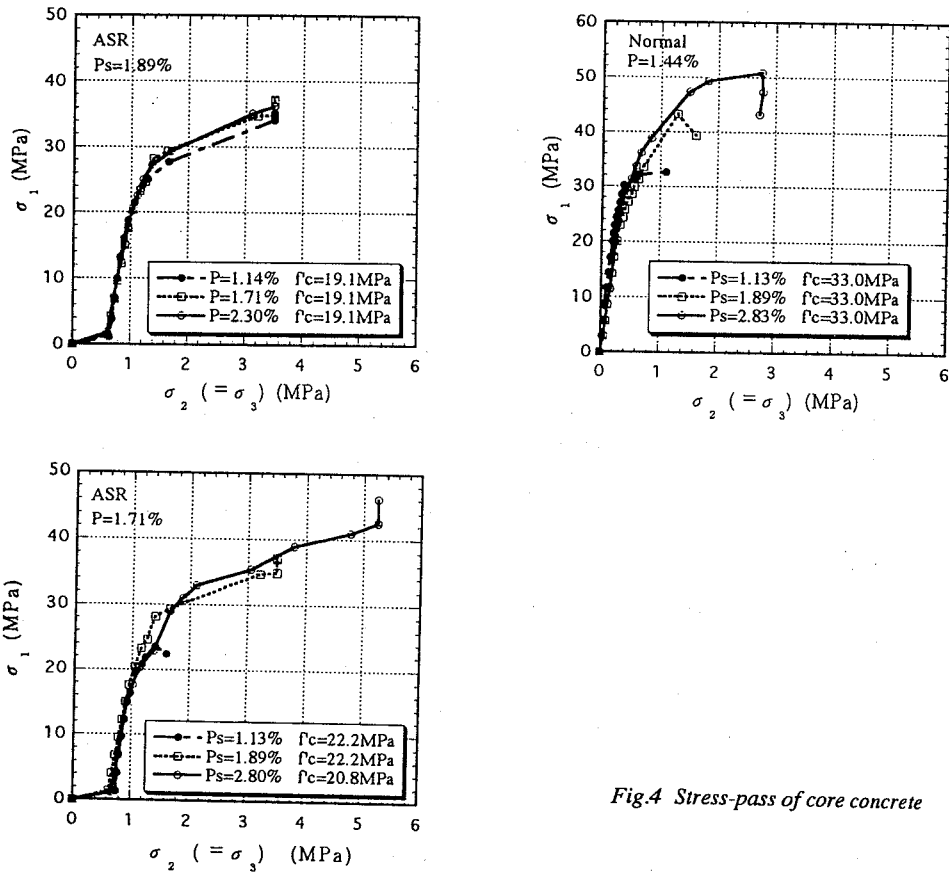 50
40
30
20
10
0
σ₁ (MPa)
ASR
Ps=1.89%
P=1.14% f'c=19.1MPa
P=1.71% f'c=19.1MPa
P=2.30% f'c=19.1MPa
0 1 2 3 4 5 6
σ₂ (=σ₃) (MPa)
60
50
40
30
20
10
0
σ₁ (MPa)
Normal
P=1.44%
Ps=1.13% f'c=33.0MPa
Ps=1.89% f'c=33.0MPa
Ps=2.83% f'c=33.0MPa
0 1 2 3 4 5 6
σ₂ (=σ₃) (MPa)
50
40
30
20
10
0
σ₁ (MPa)
ASR
P=1.71%
Ps=1.13% f'c=22.2MPa
Ps=1.89% f'c=22.2MPa
Ps=2.80% f'c=20.8MPa
0 1 2 3 4 5 6
σ₂ (=σ₃) (MPa)
Fig.4 Stress-pass of core concrete